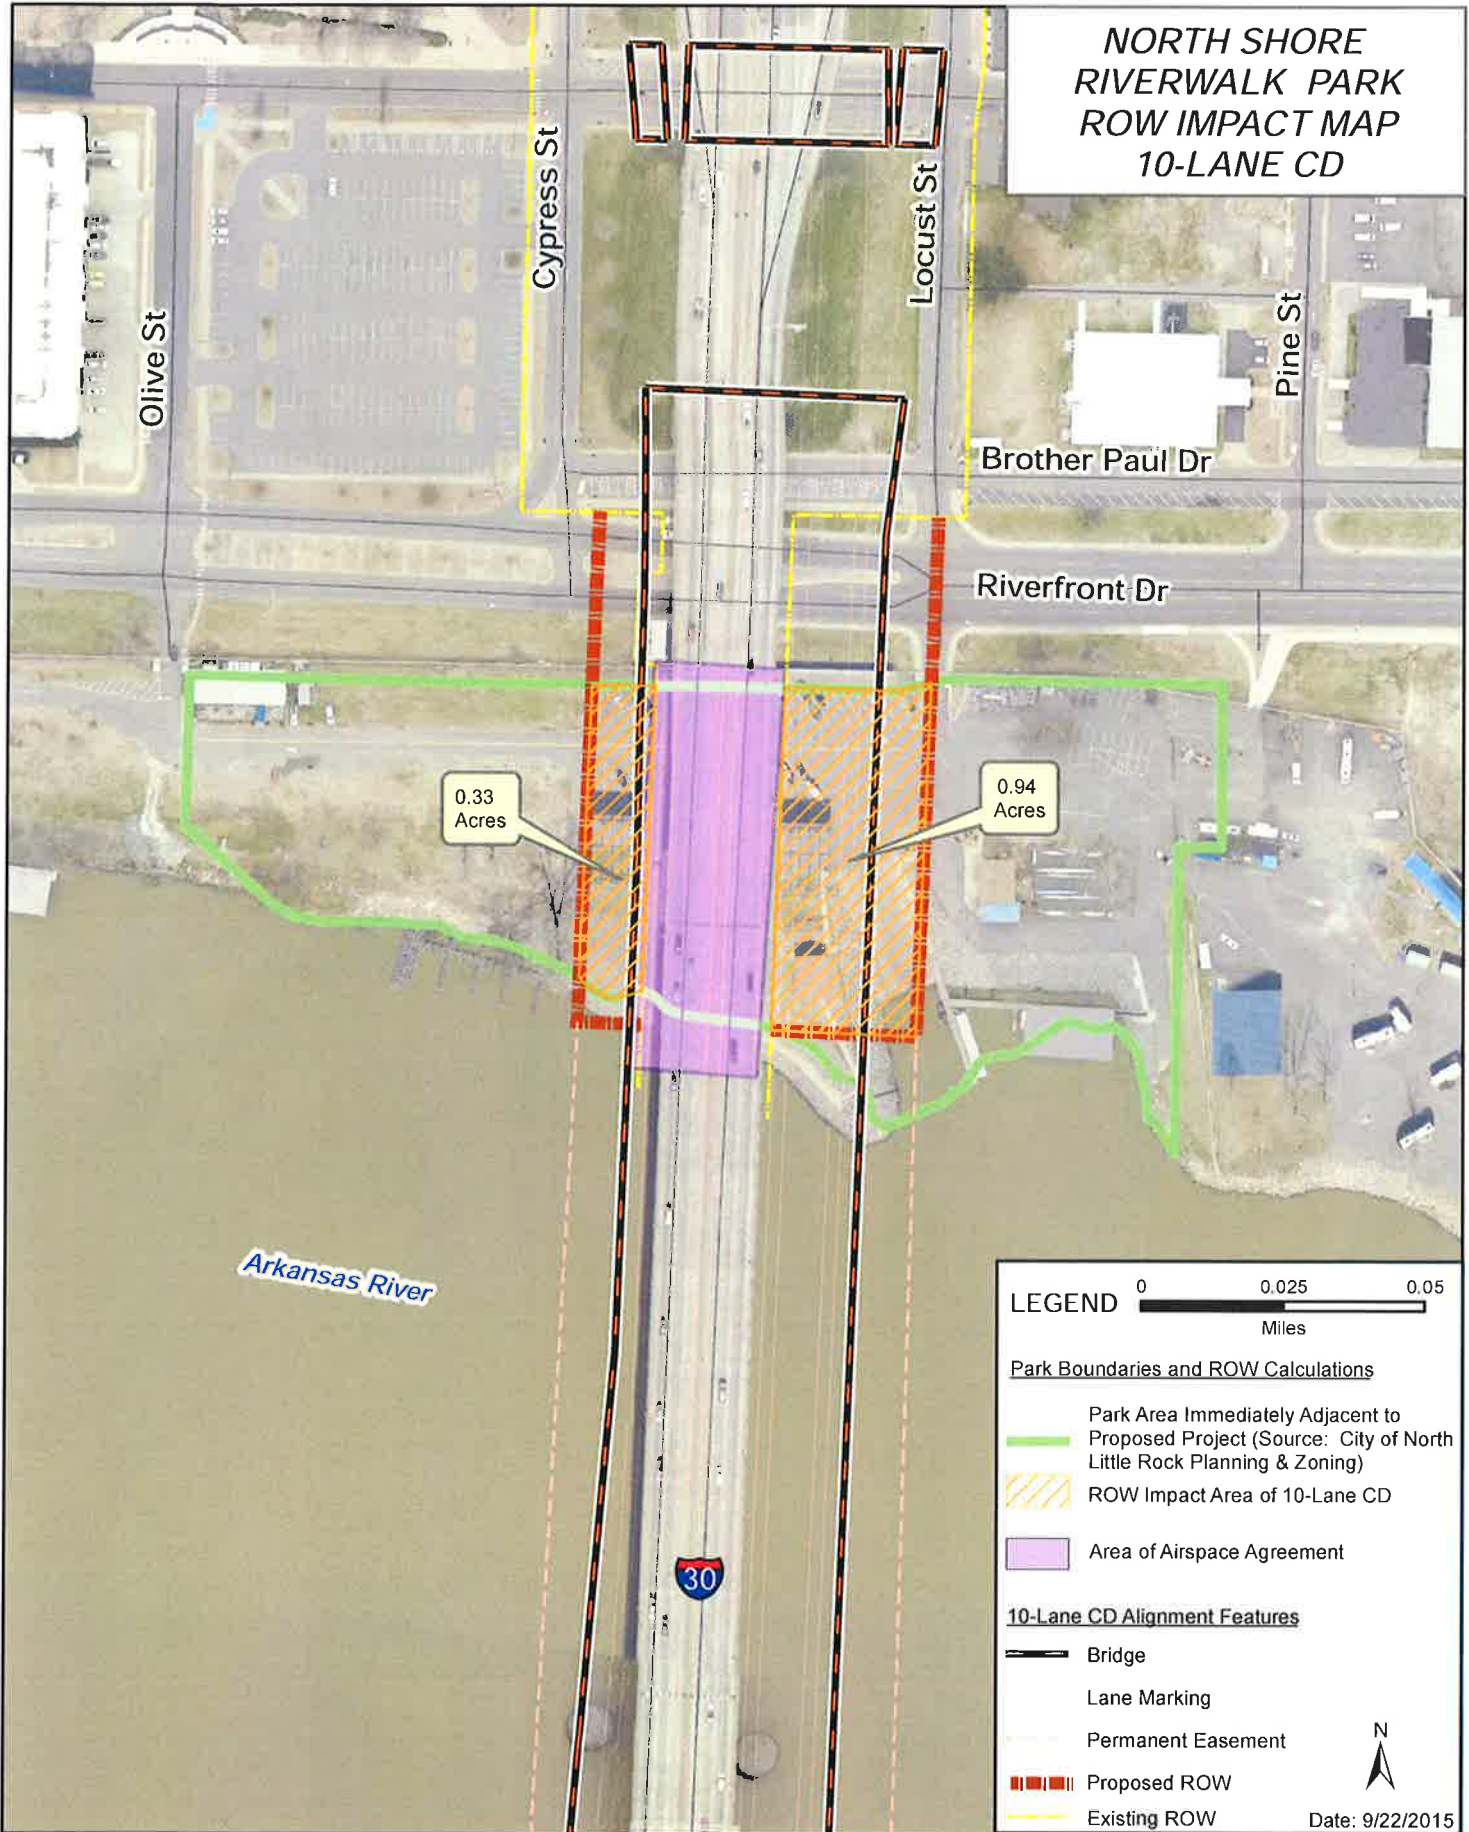 NORTH SHORE
RIVERWALK PARK
ROW IMPACT MAP
10-LANE CD
Cypress St
Locust St
Olive St
Pine St
Brother Paul Dr
Riverfront Dr
0.33
Acres
0.94
Acres
Arkansas River
30
LEGEND
0 0.025 0.05
Miles
Park Boundaries and ROW Calculations
Park Area Immediately Adjacent to
Proposed Project (Source: City of North
Little Rock Planning & Zoning)
ROW Impact Area of 10-Lane CD
Area of Airspace Agreement
10-Lane CD Alignment Features
Bridge
Lane Marking
Permanent Easement
Proposed ROW
Existing ROW
N
Date: 9/22/2015